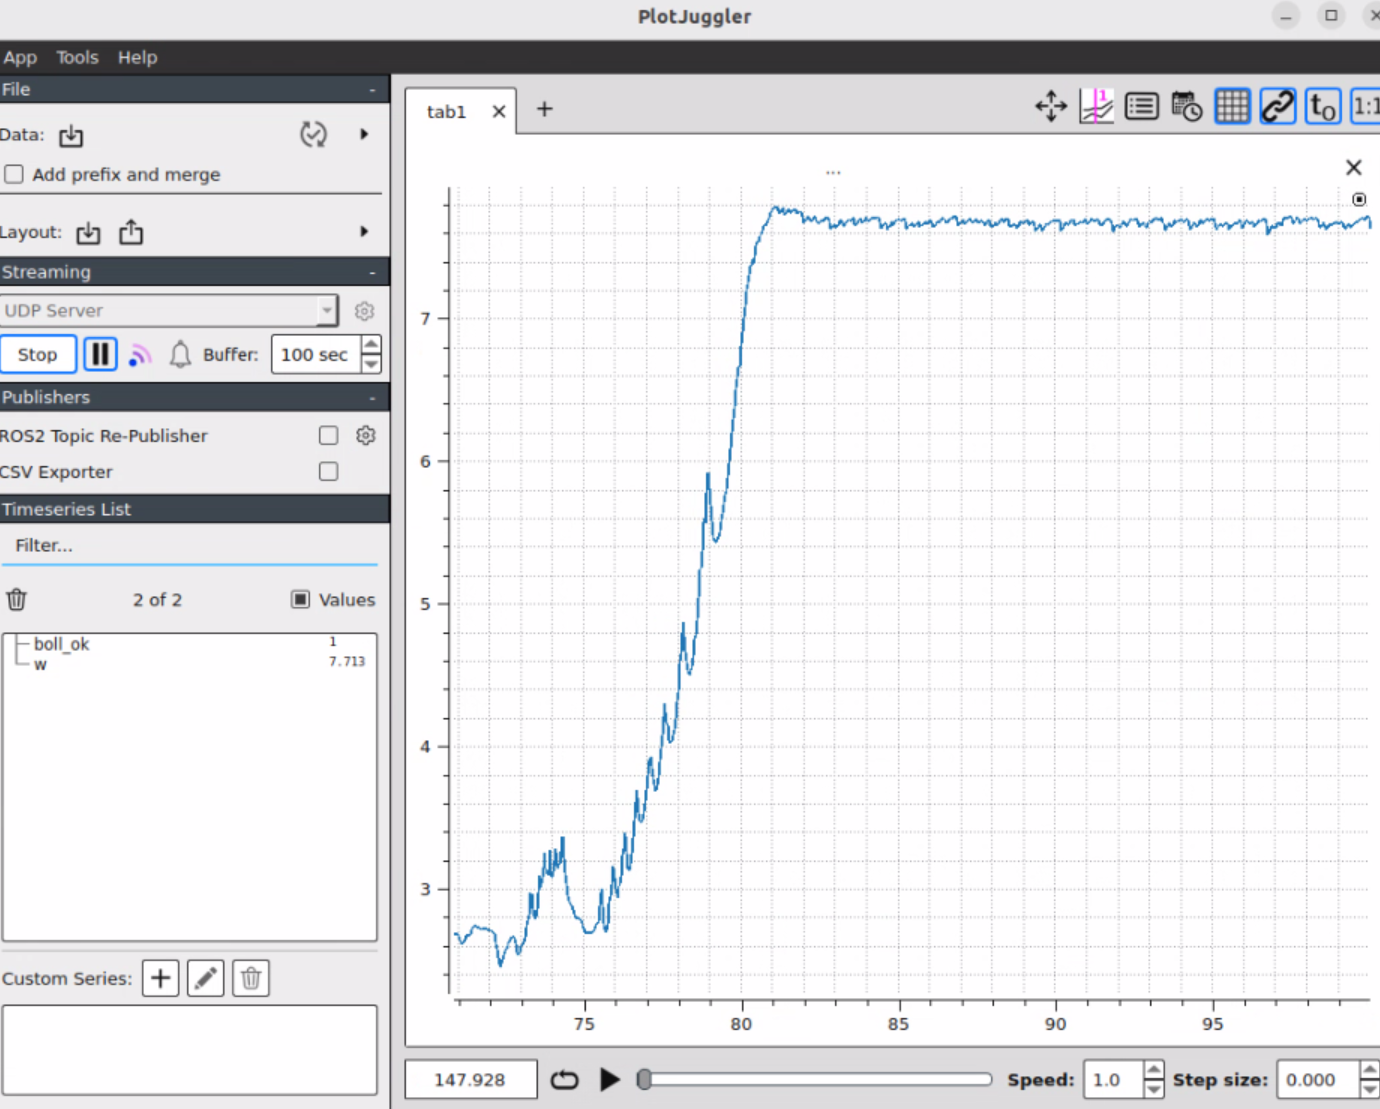 PlotJuggler
App Tools Help
File -
Data:
Add prefix and merge
Layout:
Streaming -
UDP Server
Stop Buffer: 100 sec
Publishers -
ROS2 Topic Re-Publisher
CSV Exporter
Timeseries List
Filter...
2 of 2 Values
boll_ok 1
w 7.713
Custom Series:
tab1
1
t0 1:1
...
7
6
5
4
3
75 80 85 90 95
147.928 Speed: 1.0 Step size: 0.000